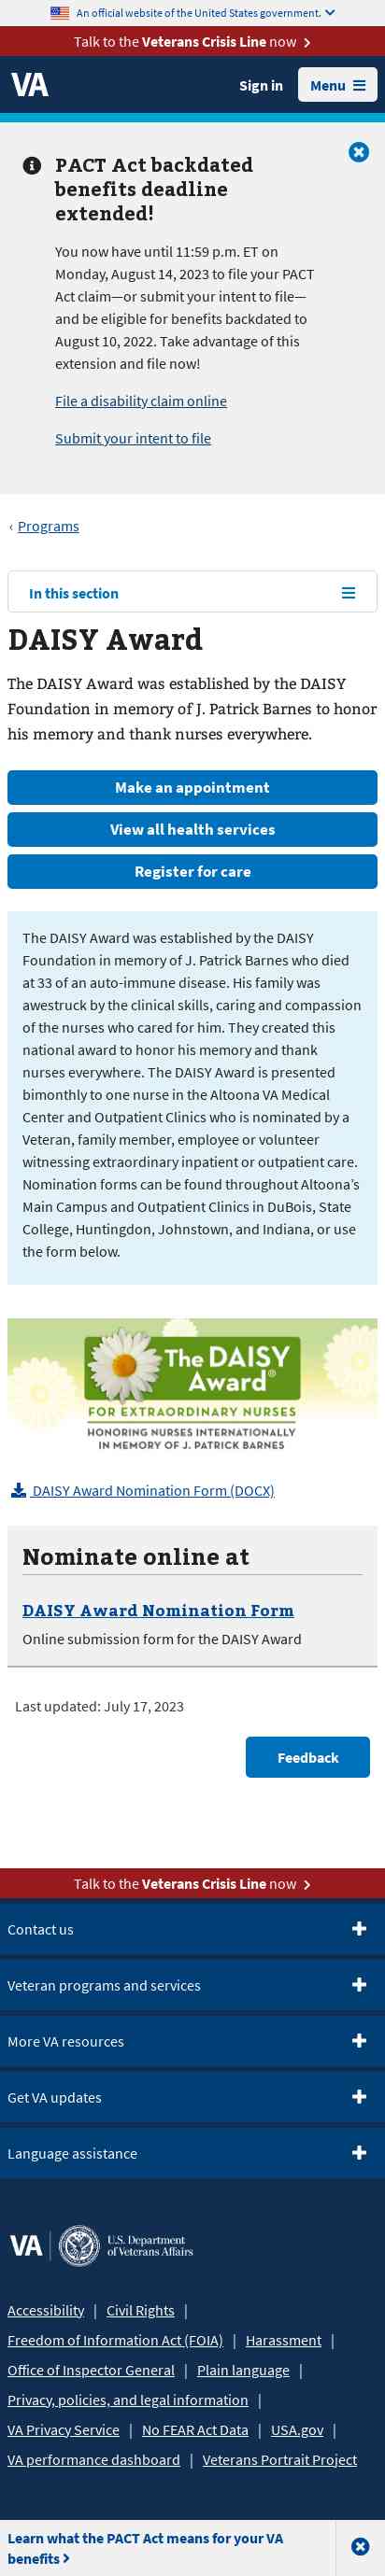 An official website of the United States government.
Talk to the Veterans Crisis Line now
VA
Sign in
Menu
PACT Act backdated
benefits deadline
extended!
You now have until 11:59 p.m. ET on
Monday, August 14, 2023 to file your PACT
Act claim—or submit your intent to file—
and be eligible for benefits backdated to
August 10, 2022. Take advantage of this
extension and file now!
File a disability claim online
Submit your intent to file
‹ Programs
In this section
DAISY Award
The DAISY Award was established by the DAISY
Foundation in memory of J. Patrick Barnes to honor
his memory and thank nurses everywhere.
Make an appointment
View all health services
Register for care
The DAISY Award was established by the DAISY
Foundation in memory of J. Patrick Barnes who died
at 33 of an auto-immune disease. His family was
awestruck by the clinical skills, caring and compassion
of the nurses who cared for him. They created this
national award to honor his memory and thank
nurses everywhere. The DAISY Award is presented
bimonthly to one nurse in the Altoona VA Medical
Center and Outpatient Clinics who is nominated by a
Veteran, family member, employee or volunteer
witnessing extraordinary inpatient or outpatient care.
Nomination forms can be found throughout Altoona's
Main Campus and Outpatient Clinics in DuBois, State
College, Huntingdon, Johnstown, and Indiana, or use
the form below.
The DAISY
Award®
FOR EXTRAORDINARY NURSES
HONORING NURSES INTERNATIONALLY
IN MEMORY OF J. PATRICK BARNES
DAISY Award Nomination Form (DOCX)
Nominate online at
DAISY Award Nomination Form
Online submission form for the DAISY Award
Last updated: July 17, 2023
Feedback
Talk to the Veterans Crisis Line now
Contact us
Veteran programs and services
More VA resources
Get VA updates
Language assistance
VA | U.S. Department
of Veterans Affairs
Accessibility | Civil Rights |
Freedom of Information Act (FOIA) | Harassment |
Office of Inspector General | Plain language |
Privacy, policies, and legal information |
VA Privacy Service | No FEAR Act Data | USA.gov |
VA performance dashboard | Veterans Portrait Project
Learn what the PACT Act means for your VA
benefits